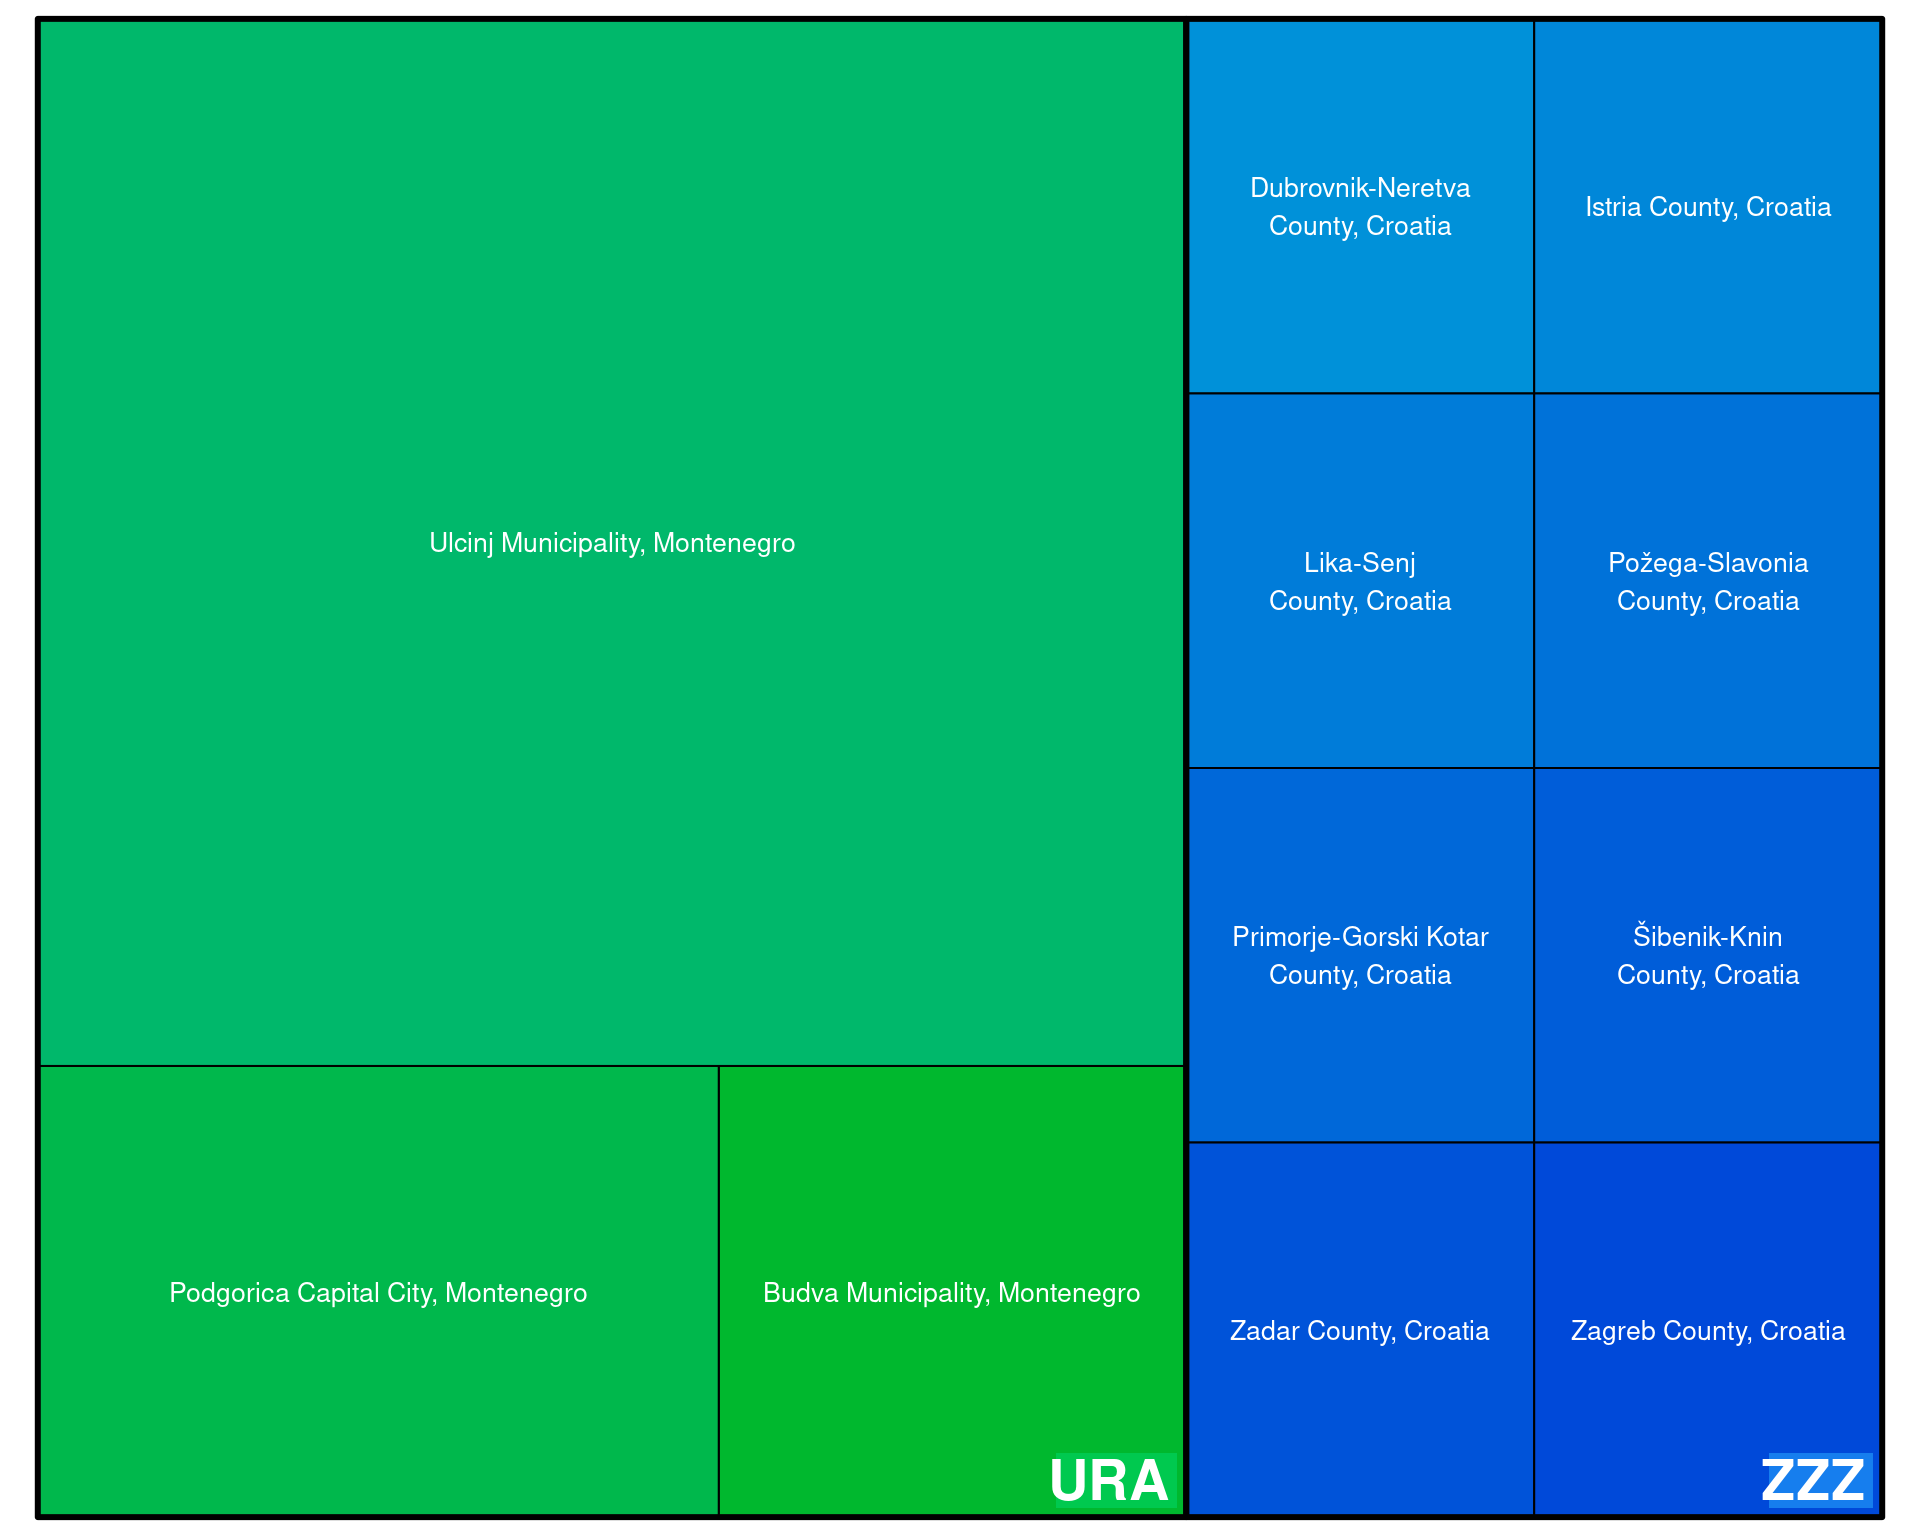 Ulcinj Municipality, Montenegro
Podgorica Capital City, Montenegro
Budva Municipality, Montenegro
URA
Dubrovnik-Neretva
County, Croatia
Istria County, Croatia
Lika-Senj
County, Croatia
Požega-Slavonia
County, Croatia
Primorje-Gorski Kotar
County, Croatia
Šibenik-Knin
County, Croatia
Zadar County, Croatia
Zagreb County, Croatia
ZZZ